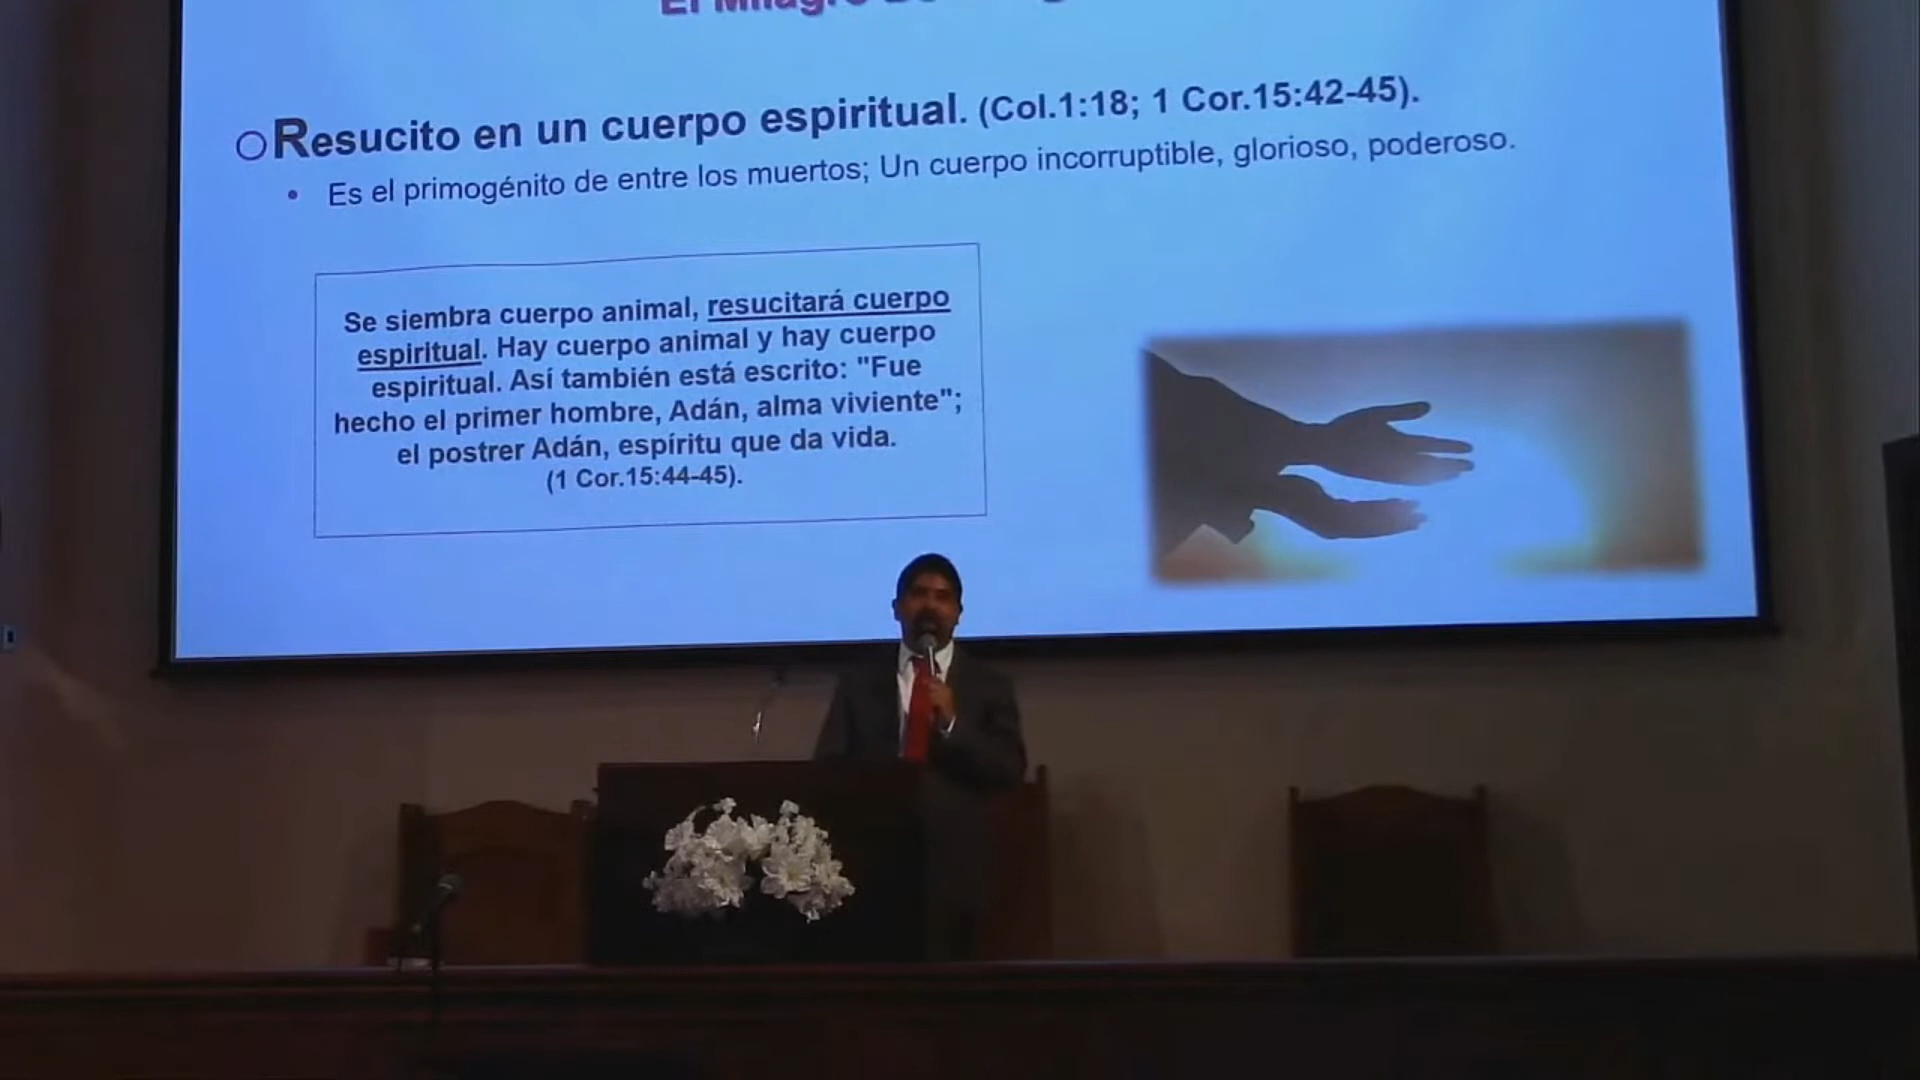 El Milagro
○Resucito en un cuerpo espiritual. (Col.1:18; 1 Cor.15:42-45).
• Es el primogénito de entre los muertos; Un cuerpo incorruptible, glorioso, poderoso.
Se siembra cuerpo animal, resucitará cuerpo
espiritual. Hay cuerpo animal y hay cuerpo
espiritual. Así también está escrito: "Fue
hecho el primer hombre, Adán, alma viviente";
el postrer Adán, espíritu que da vida.
(1 Cor.15:44-45).